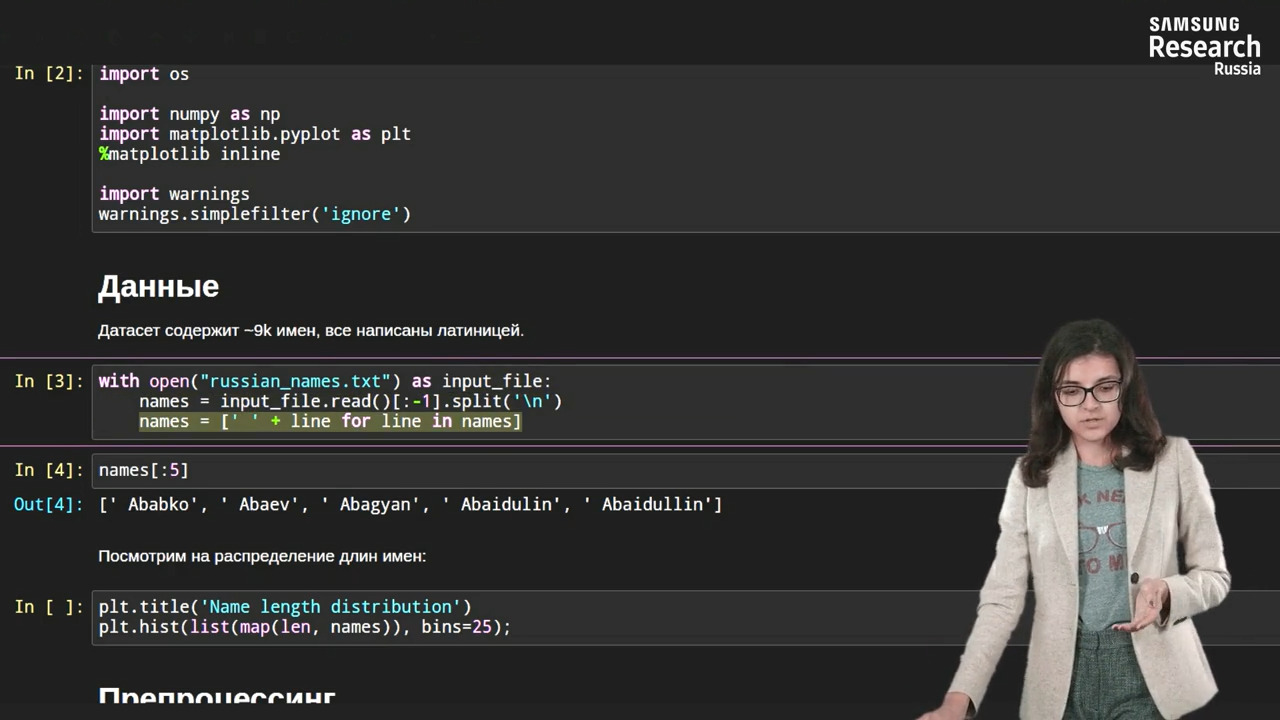 SAMSUNG
Research
Russia
In [2]: import os
import numpy as np
import matplotlib.pyplot as plt
%matplotlib inline
import warnings
warnings.simplefilter('ignore')
Данные
Датасет содержит ~9k имен, все написаны латиницей.
In [3]: with open("russian_names.txt") as input_file:
names = input_file.read()[:-1].split('\n')
names = [' ' + line for line in names]
In [4]: names[:5]
Out[4]: [' Ababko', ' Abaev', ' Abagyan', ' Abaidulin', ' Abaidullin']
Посмотрим на распределение длин имен:
In [ ]: plt.title('Name length distribution')
plt.hist(list(map(len, names)), bins=25);
Препроцессинг